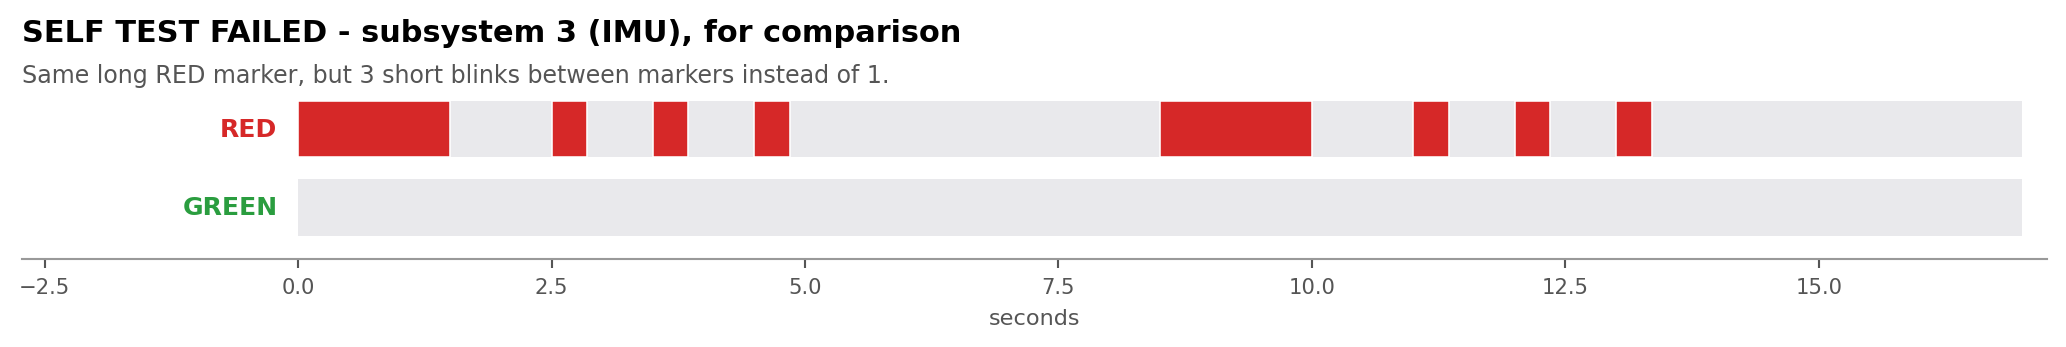 SELF TEST FAILED - subsystem 3 (IMU), for comparison
Same long RED marker, but 3 short blinks between markers instead of 1.
RED
GREEN
−2.5 0.0 2.5 5.0 7.5 10.0 12.5 15.0
seconds